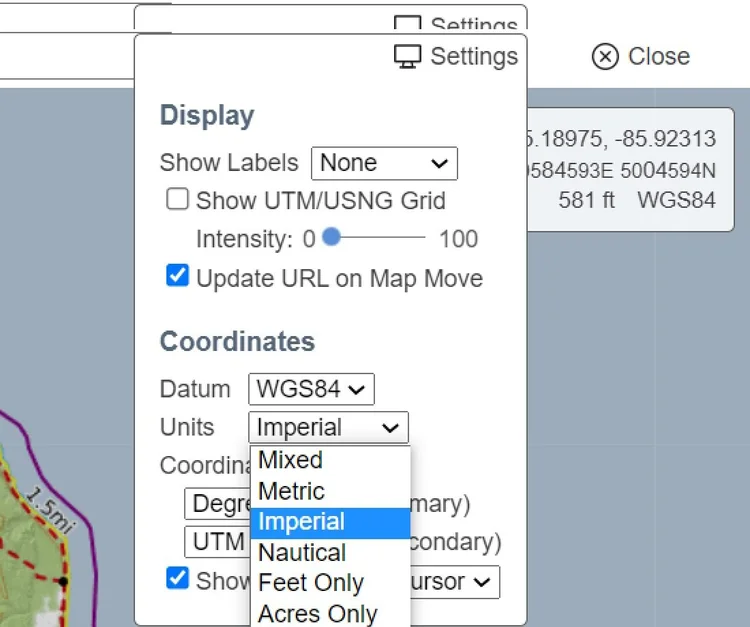 Settings
Settings
Close
Display
Show Labels None
Show UTM/USNG Grid
Intensity: 0 100
Update URL on Map Move
5.18975, -85.92313
584593E 5004594N
581 ft WGS84
Coordinates
Datum WGS84
Units Imperial
Mixed
Metric
Imperial
Nautical
Feet Only
Acres Only
Coordina
Degre mary)
UTM condary)
Show ursor
1.5mi